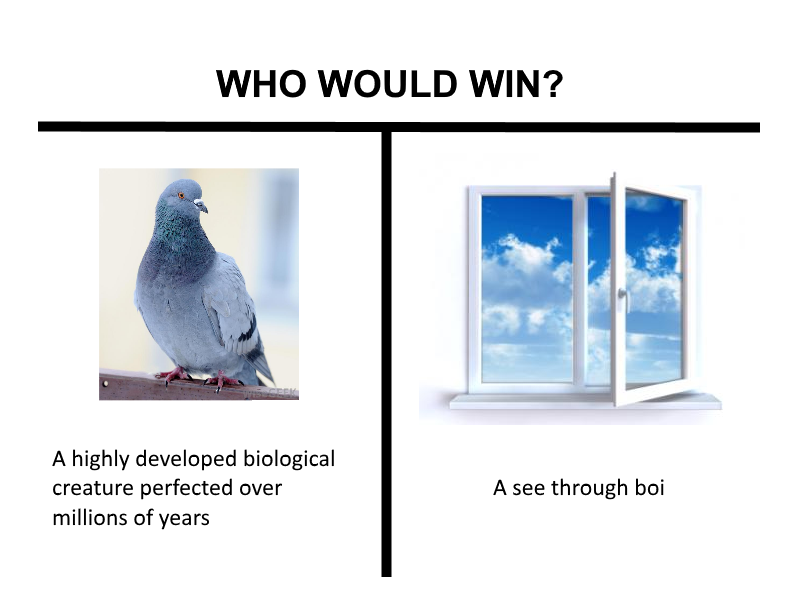 WHO WOULD WIN?
A highly developed biological
creature perfected over
millions of years
A see through boi